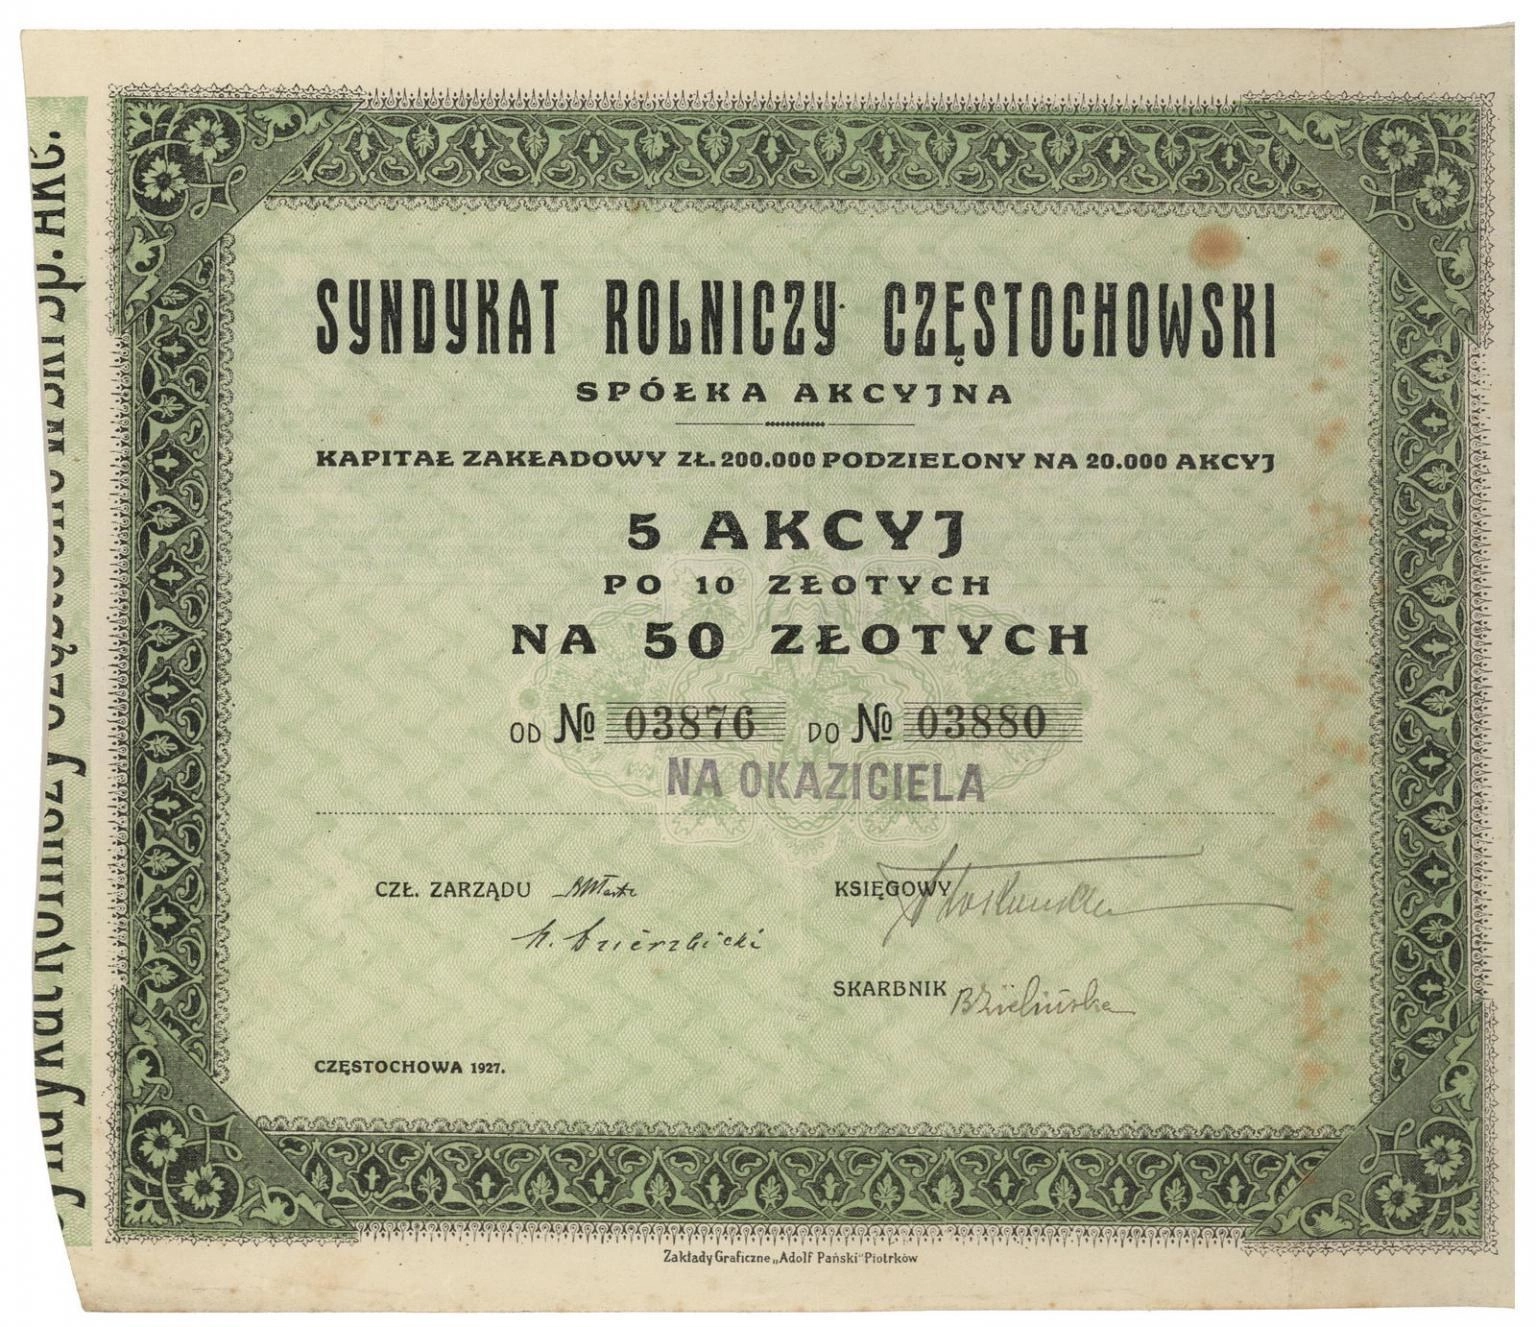 SYNDYKAT ROLNICZY CZĘSTOCHOWSKI
SPÓŁKA AKCYJNA
KAPITAŁ ZAKŁADOWY ZŁ. 200.000 PODZIELONY NA 20.000 AKCYJ
5 AKCYJ
PO 10 ZŁOTYCH
NA 50 ZŁOTYCH
OD № 03876 DO № 03880
NA OKAZICIELA
CZŁ. ZARZĄDU
KSIĘGOWY
SKARBNIK B Zielińska
CZĘSTOCHOWA 1927.
Zakłady Graficzne „Adolf Pański" Piotrków
Syndykat Rolniczy Częstochowski Sp. Akc.